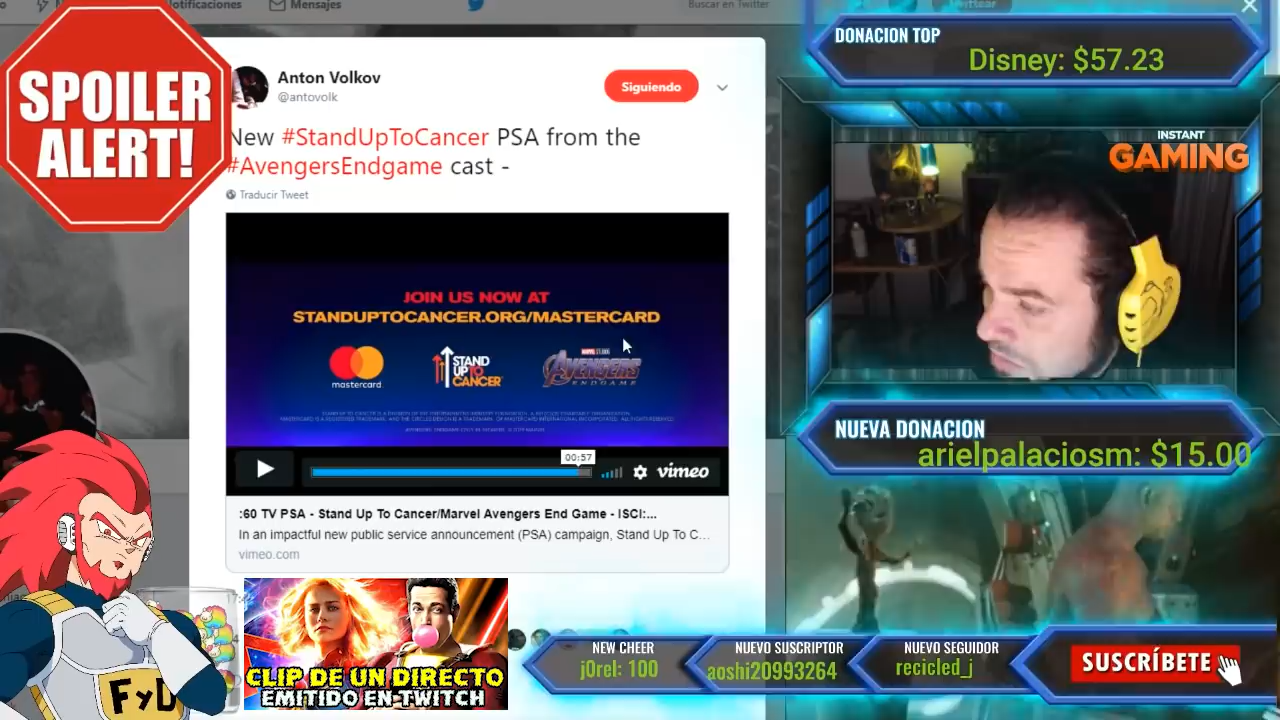 Mensajes
Buscar en Twitter
SPOILER
ALERT!
Anton Volkov
@antovolk
Siguiendo
New #StandUpToCancer PSA from the
#AvengersEndgame cast -
Traducir Tweet
JOIN US NOW AT
STANDUPTOCANCER.ORG/MASTERCARD
mastercard
STAND
UP TO
CANCER
MARVEL STUDIOS
AVENGERS
ENDGAME
00:57
vimeo
:60 TV PSA - Stand Up To Cancer/Marvel Avengers End Game - ISCI:...
In an impactful new public service announcement (PSA) campaign, Stand Up To C...
vimeo.com
DONACION TOP
Disney: $57.23
INSTANT
GAMING
NUEVA DONACION
arielpalaciosm: $15.00
FyD
CLIP DE UN DIRECTO
EMITIDO EN TWITCH
NEW CHEER
j0rel: 100
NUEVO SUSCRIPTOR
aoshi20993264
NUEVO SEGUIDOR
recicled_j
SUSCRÍBETE